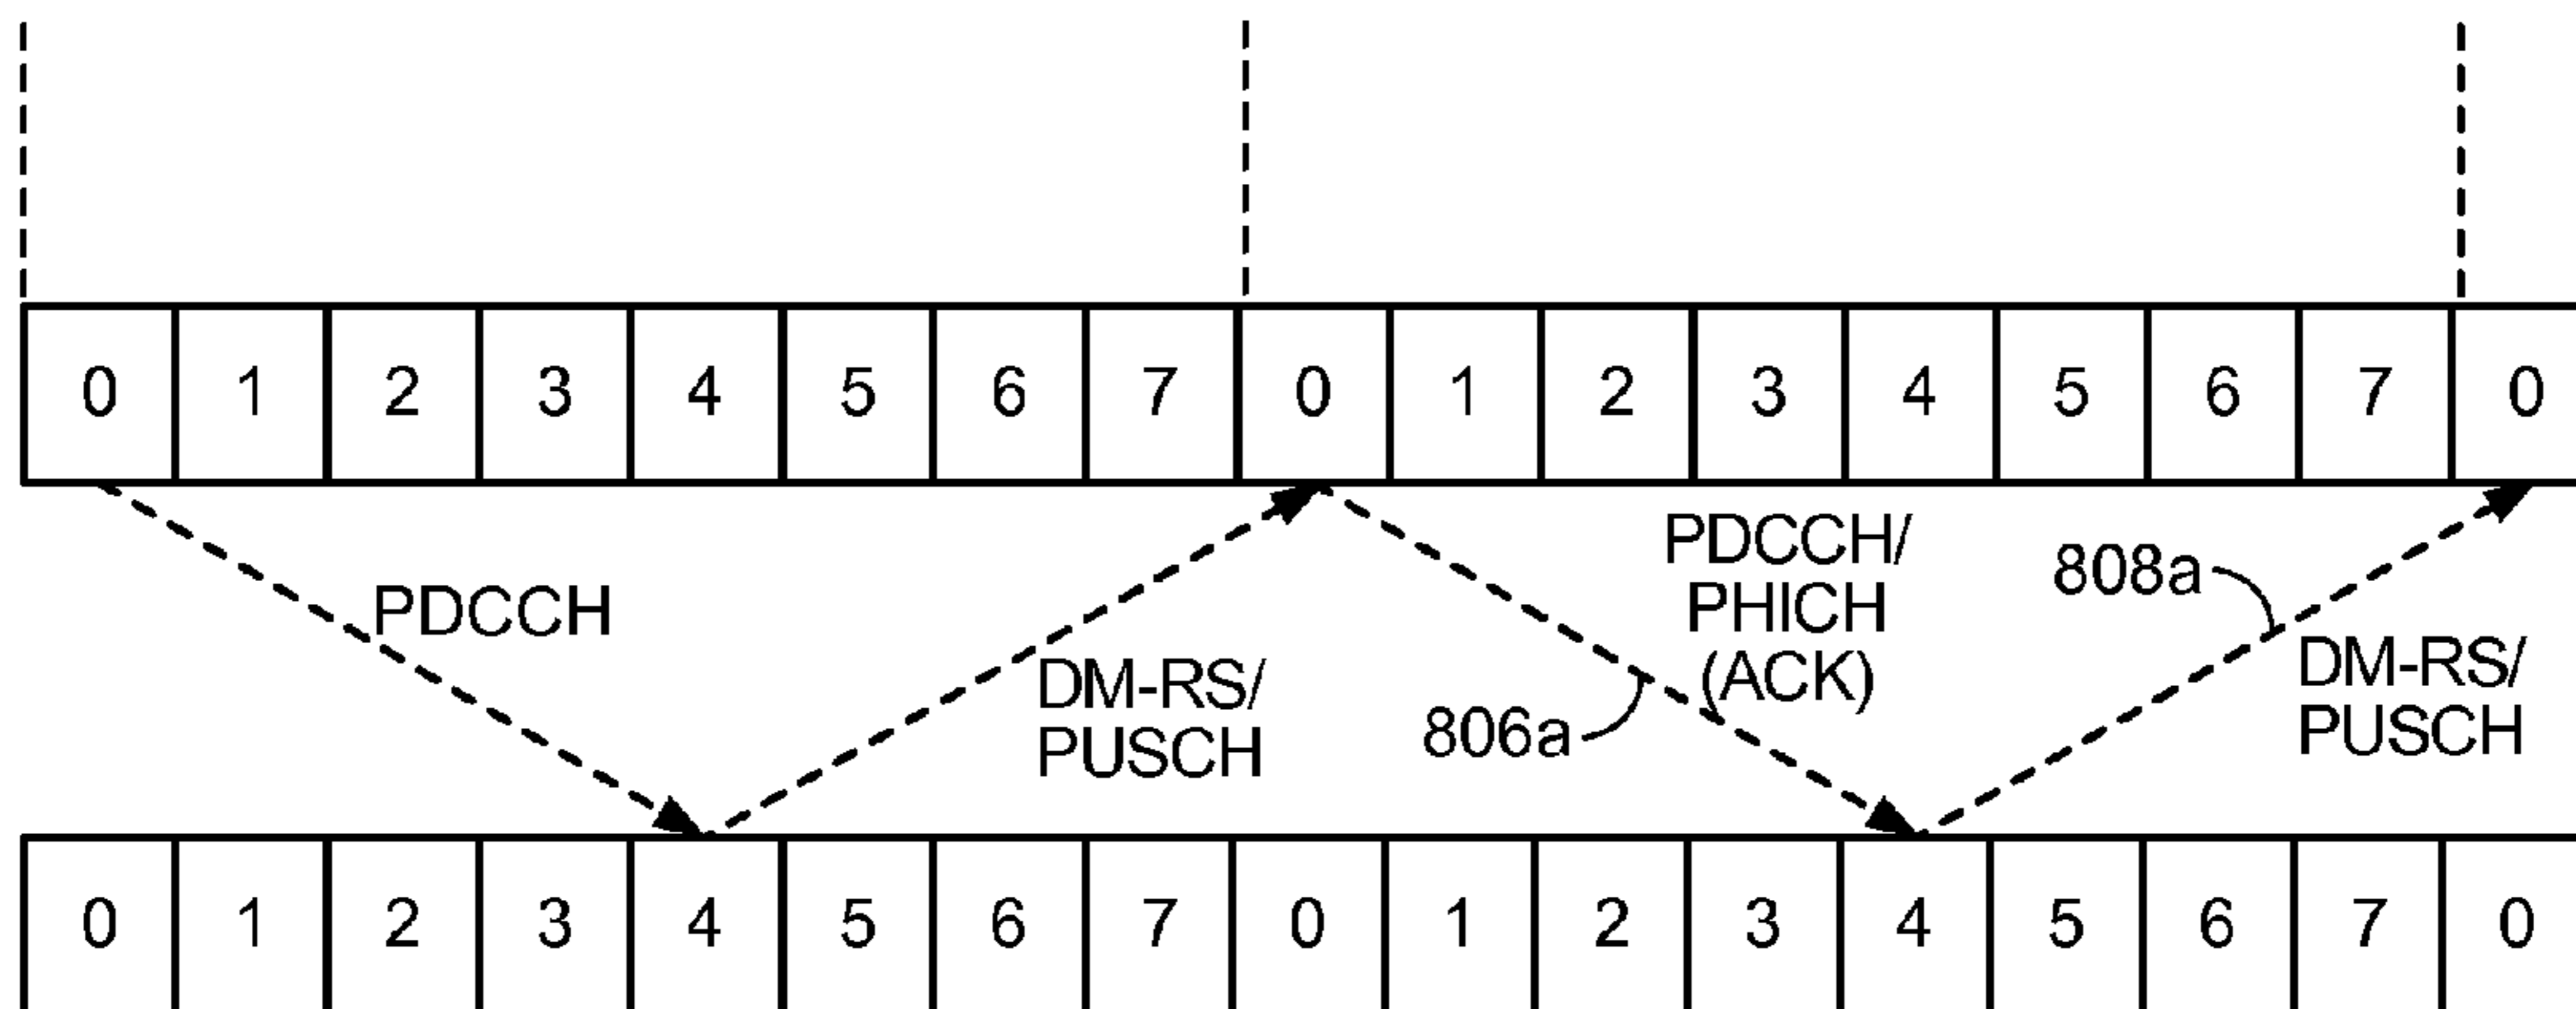 0 1 2 3 4 5 6 7 0 1 2 3 4 5 6 7 0
PDCCH
DM-RS/
PUSCH
806a
PDCCH/
PHICH
(ACK)
808a
DM-RS/
PUSCH
0 1 2 3 4 5 6 7 0 1 2 3 4 5 6 7 0